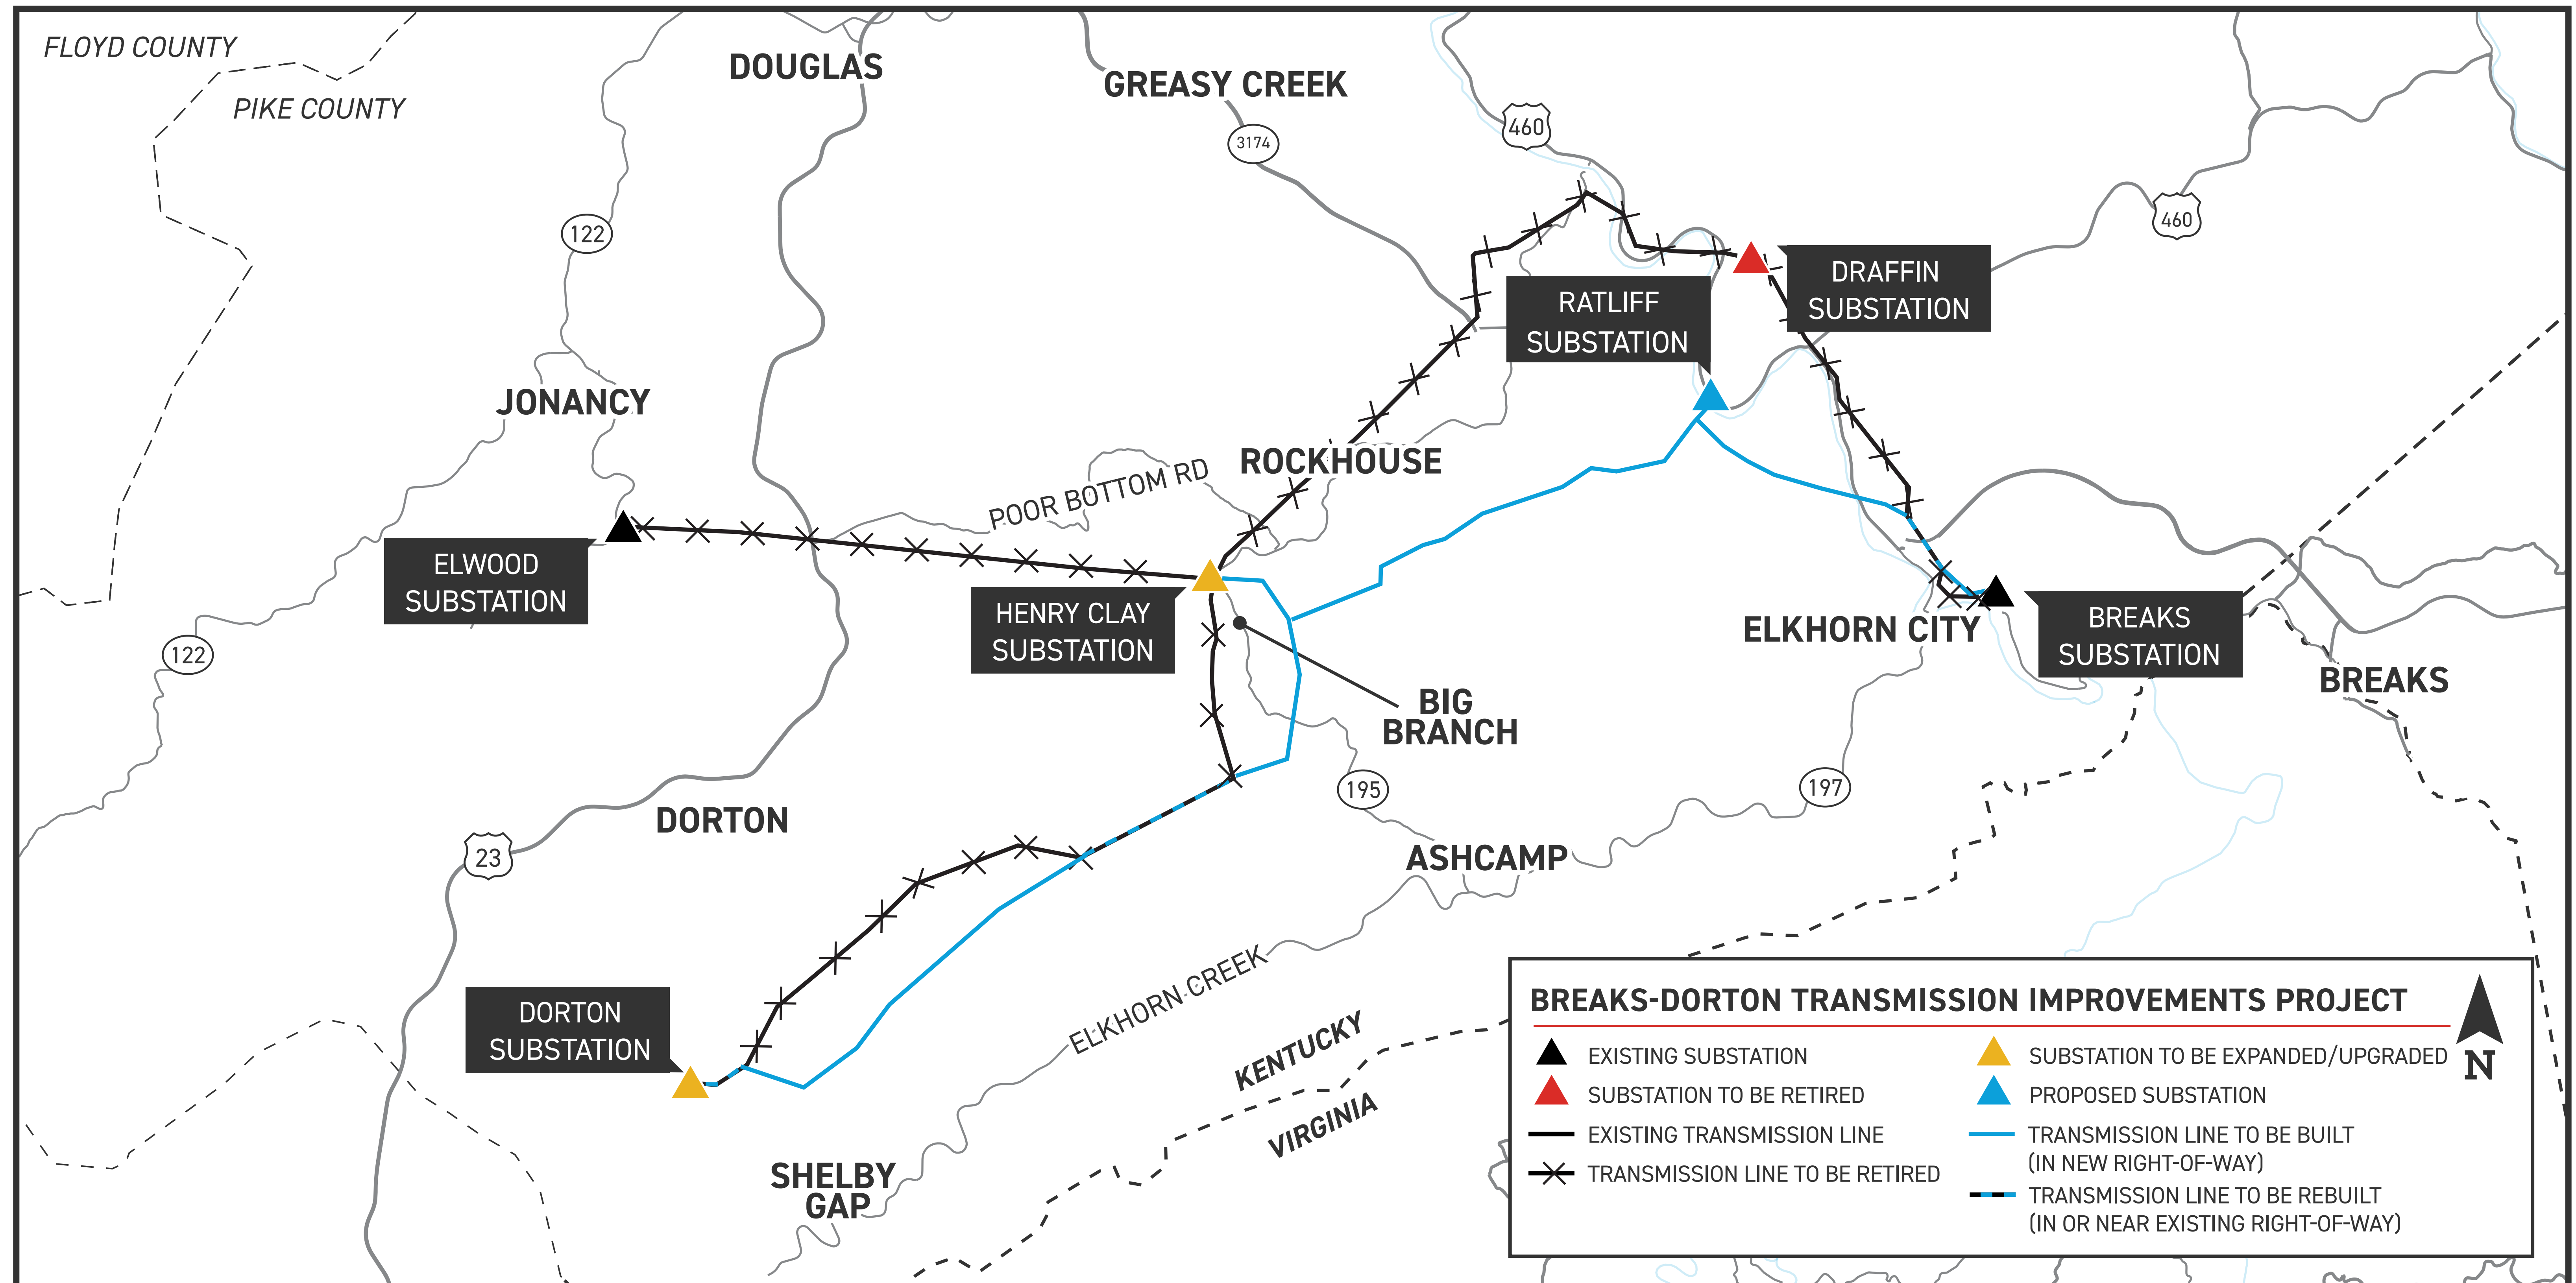 FLOYD COUNTY
PIKE COUNTY
DOUGLAS
GREASY CREEK
3174
460
460
122
DRAFFIN
SUBSTATION
RATLIFF
SUBSTATION
JONANCY
ROCKHOUSE
POOR BOTTOM RD
ELWOOD
SUBSTATION
HENRY CLAY
SUBSTATION
ELKHORN CITY
BREAKS
SUBSTATION
BREAKS
122
BIG
BRANCH
195
197
DORTON
23
ASHCAMP
ELKHORN CREEK
DORTON
SUBSTATION
KENTUCKY
VIRGINIA
SHELBY
GAP
BREAKS-DORTON TRANSMISSION IMPROVEMENTS PROJECT
EXISTING SUBSTATION
SUBSTATION TO BE RETIRED
EXISTING TRANSMISSION LINE
TRANSMISSION LINE TO BE RETIRED
SUBSTATION TO BE EXPANDED/UPGRADED
PROPOSED SUBSTATION
TRANSMISSION LINE TO BE BUILT
(IN NEW RIGHT-OF-WAY)
TRANSMISSION LINE TO BE REBUILT
(IN OR NEAR EXISTING RIGHT-OF-WAY)
N